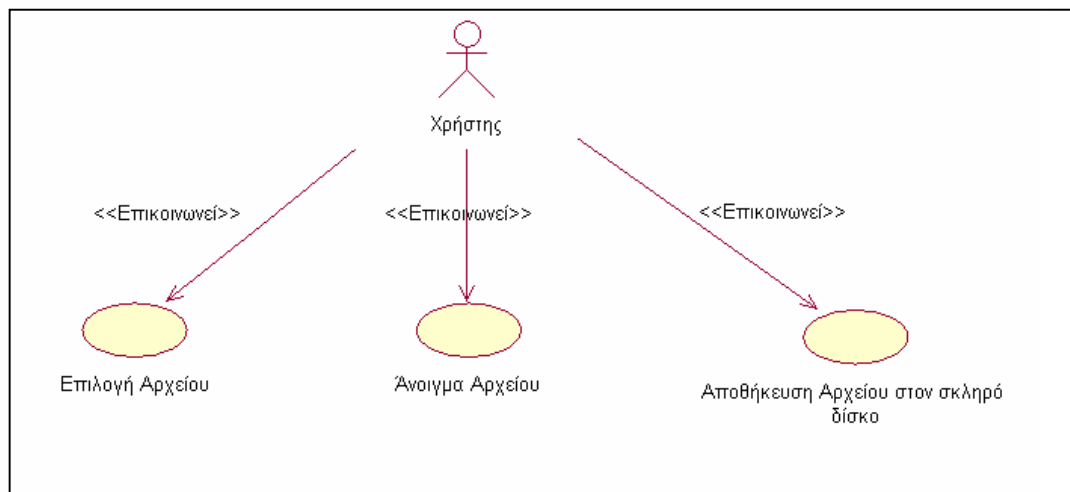 Χρήστης
<<Επικοινωνεί>>
<<Επικοινωνεί>>
<<Επικοινωνεί>>
Επιλογή Αρχείου
Άνοιγμα Αρχείου
Αποθήκευση Αρχείου στον σκληρό
δίσκο